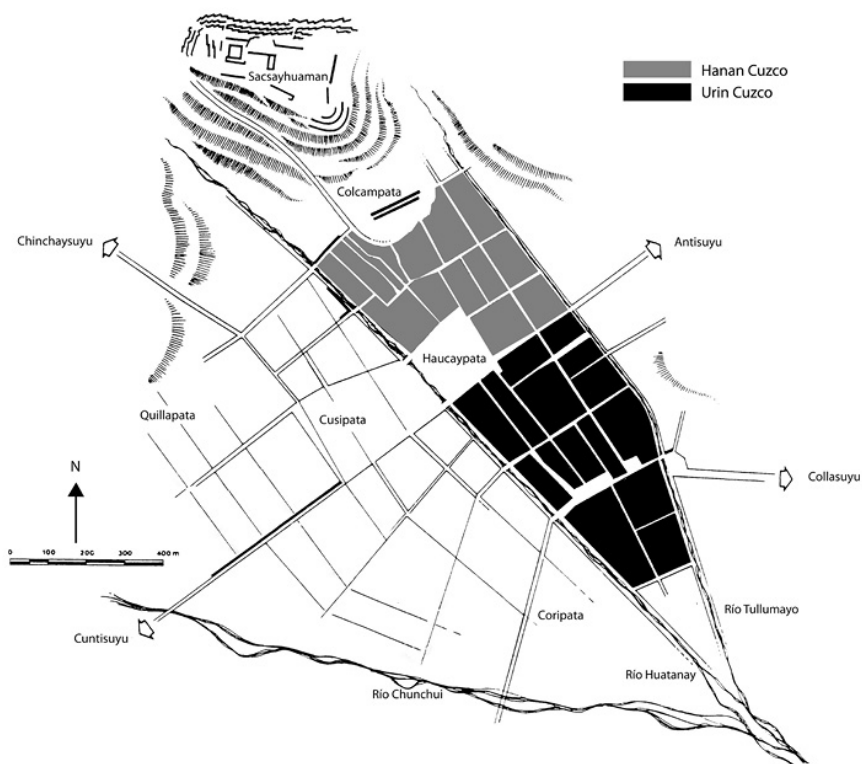 Sacsayhuaman
Hanan Cuzco
Urin Cuzco
Colcampata
Chinchaysuyu
Antisuyu
Haucaypata
Quillapata
Cusipata
N
Collasuyu
0 100 200 300 400 m
Coripata
Río Tullumayo
Cuntisuyu
Río Huatanay
Río Chunchui